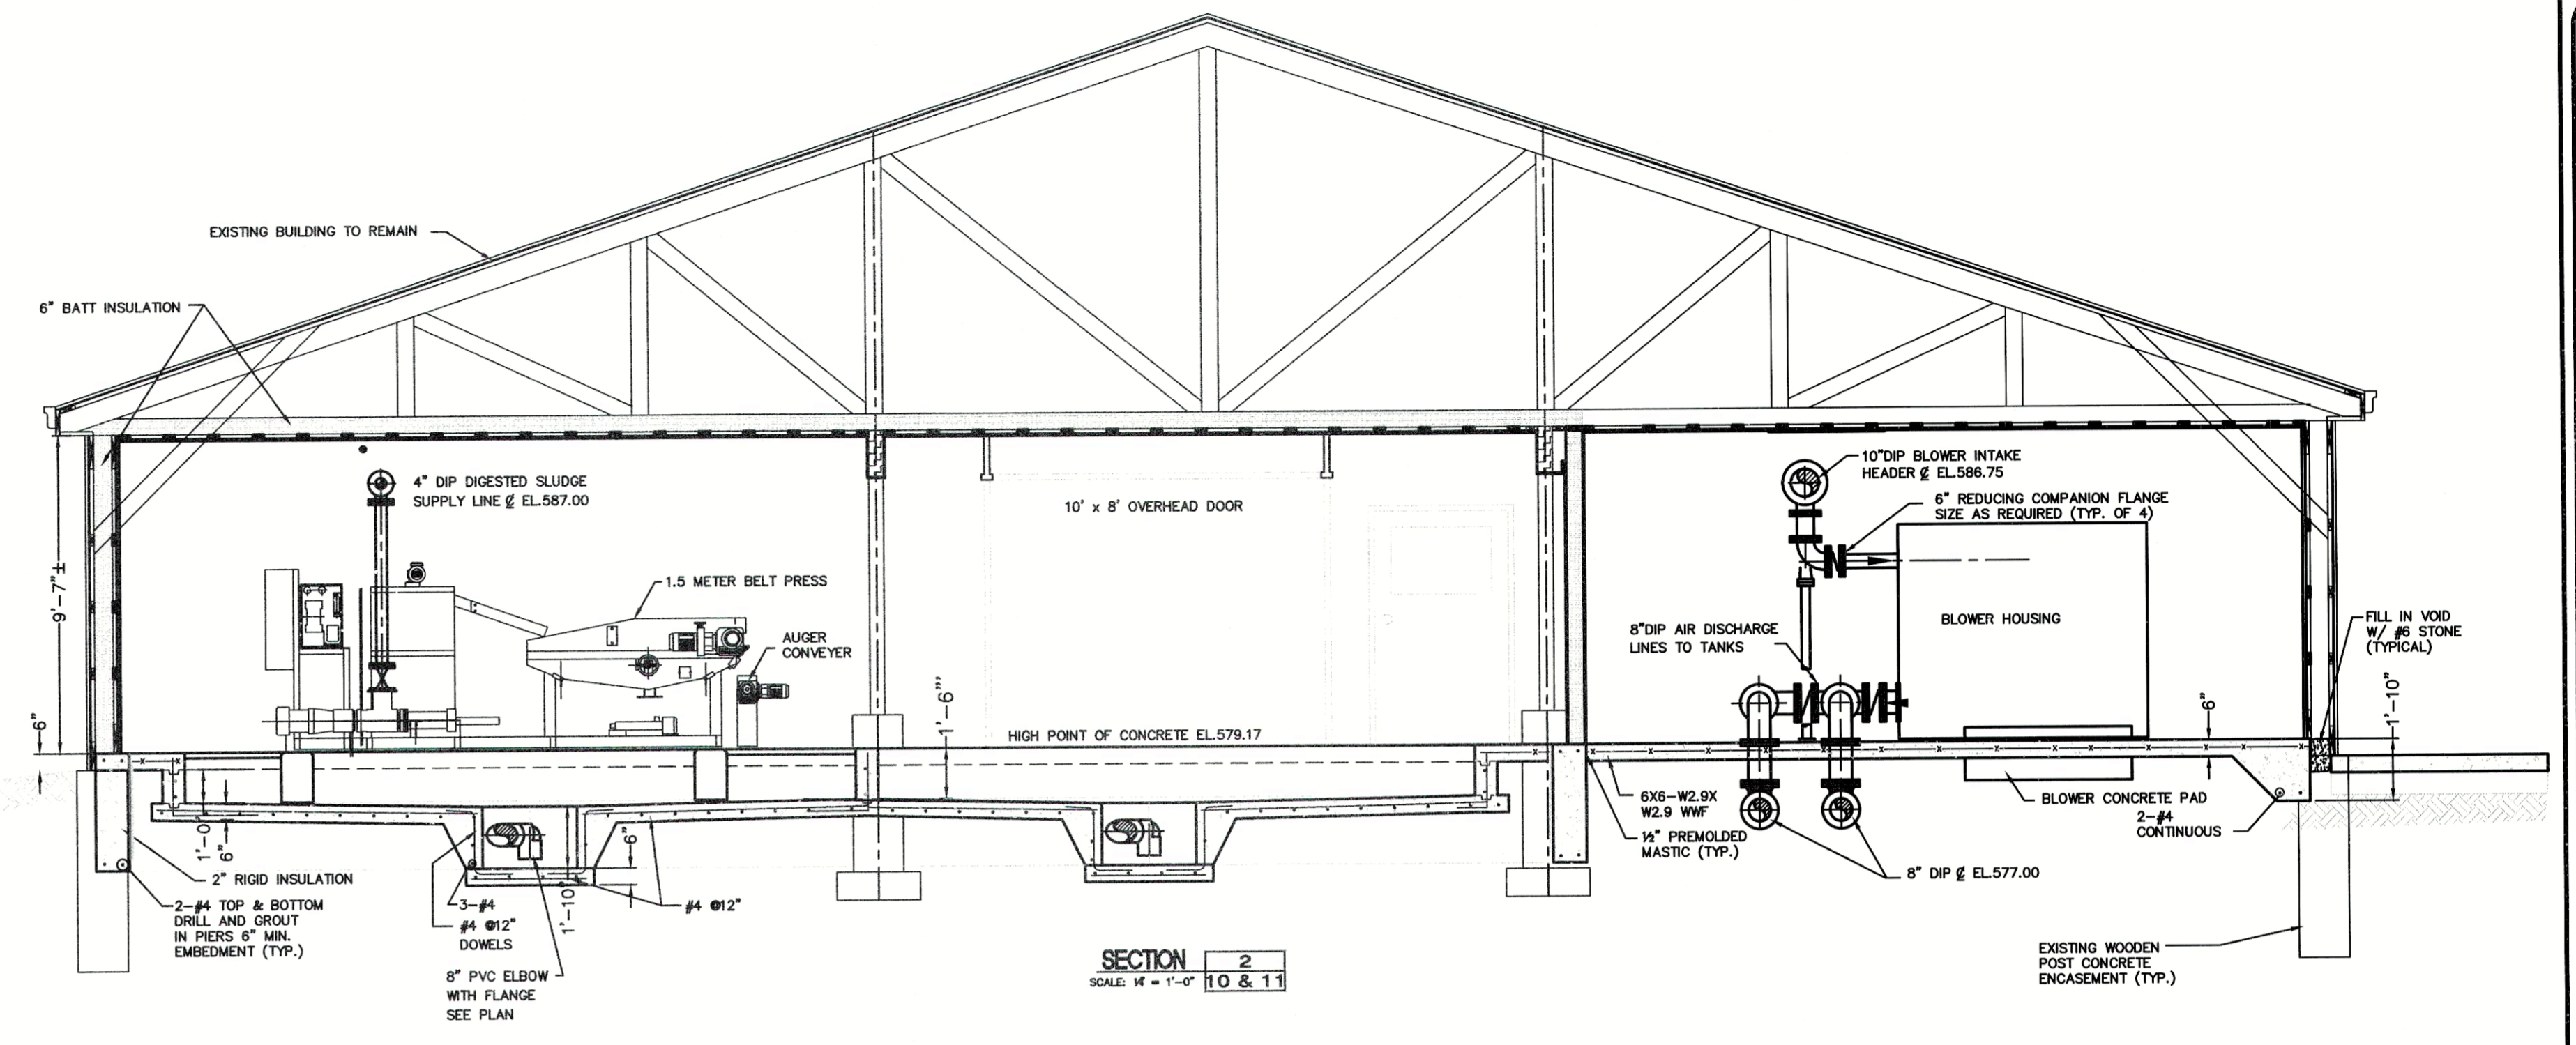 EXISTING BUILDING TO REMAIN
6" BATT INSULATION
9'-7"±
6"
4" DIP DIGESTED SLUDGE
SUPPLY LINE ℄ EL.587.00
1.5 METER BELT PRESS
AUGER
CONVEYER
10' x 8' OVERHEAD DOOR
1'-6""
HIGH POINT OF CONCRETE EL.579.17
10"DIP BLOWER INTAKE
HEADER ℄ EL.586.75
6" REDUCING COMPANION FLANGE
SIZE AS REQUIRED (TYP. OF 4)
BLOWER HOUSING
8"DIP AIR DISCHARGE
LINES TO TANKS
FILL IN VOID
W/ #6 STONE
(TYPICAL)
6"
1'-10"
1'-0"
6"
6"
1'-10"
2" RIGID INSULATION
2-#4 TOP & BOTTOM
DRILL AND GROUT
IN PIERS 6" MIN.
EMBEDMENT (TYP.)
3-#4
#4 @12"
DOWELS
#4 @12"
8" PVC ELBOW
WITH FLANGE
SEE PLAN
6X6-W2.9X
W2.9 WWF
½" PREMOLDED
MASTIC (TYP.)
BLOWER CONCRETE PAD
2-#4
CONTINUOUS
8" DIP ℄ EL.577.00
EXISTING WOODEN
POST CONCRETE
ENCASEMENT (TYP.)
SECTION 2
SCALE: ¼" = 1'-0" 10 & 11